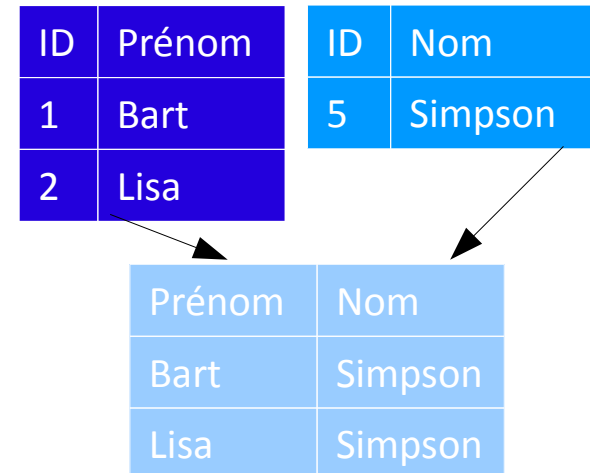 ID Prénom
1 Bart
2 Lisa
ID Nom
5 Simpson
Prénom Nom
Bart Simpson
Lisa Simpson